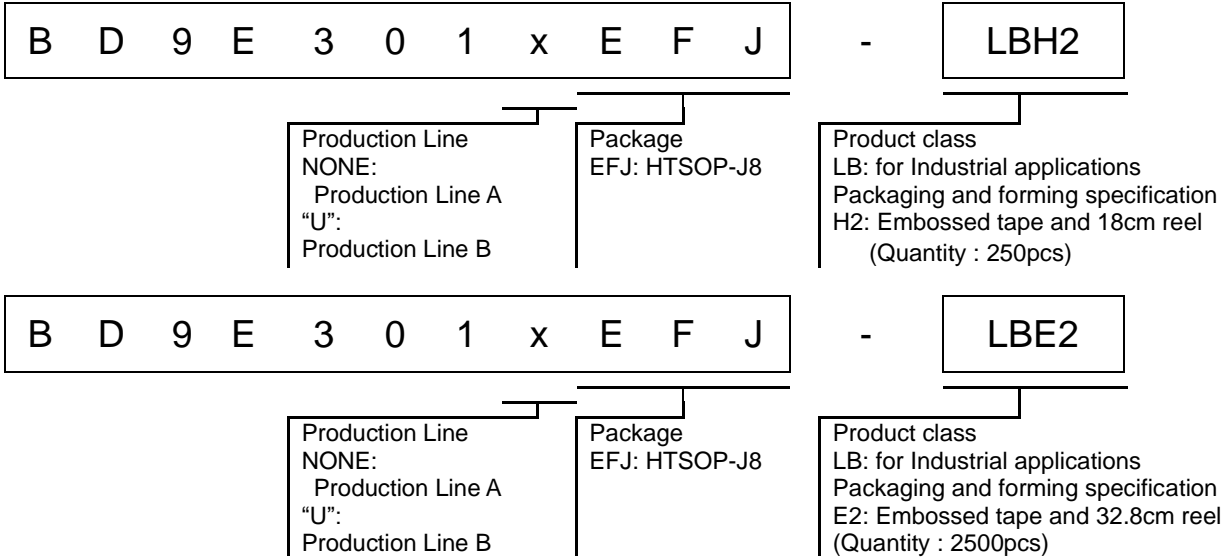 B D 9 E 3 0 1 x E F J - LBH2
Production Line
NONE:
Production Line A
“U”:
Production Line B
Package
EFJ: HTSOP-J8
Product class
LB: for Industrial applications
Packaging and forming specification
H2: Embossed tape and 18cm reel
(Quantity : 250pcs)
B D 9 E 3 0 1 x E F J - LBE2
Production Line
NONE:
Production Line A
“U”:
Production Line B
Package
EFJ: HTSOP-J8
Product class
LB: for Industrial applications
Packaging and forming specification
E2: Embossed tape and 32.8cm reel
(Quantity : 2500pcs)